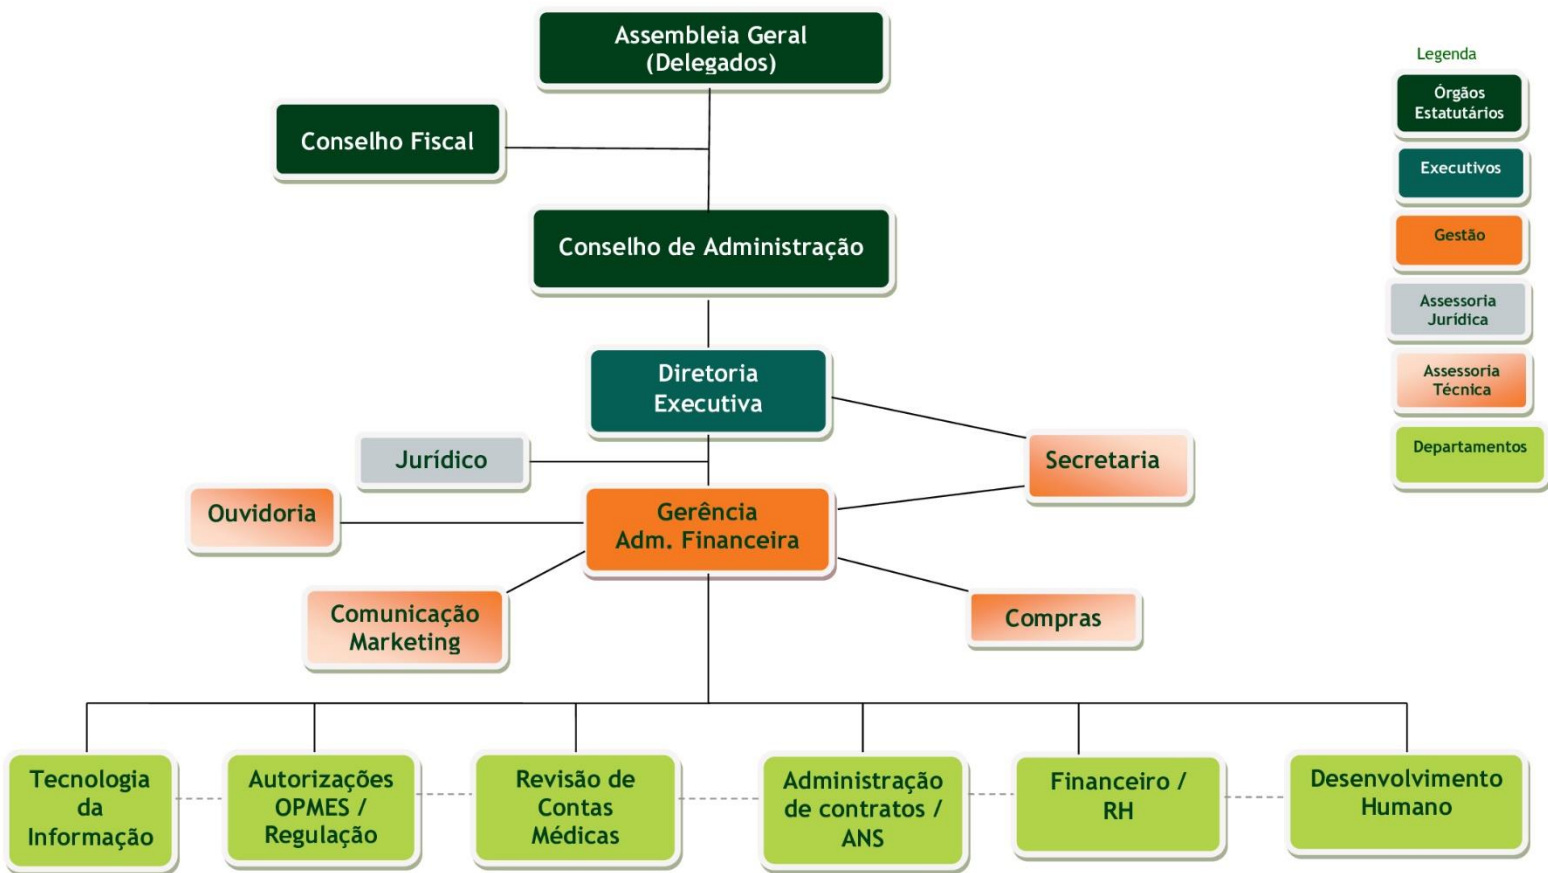 Assembleia Geral
(Delegados)
Conselho Fiscal
Conselho de Administração
Diretoria
Executiva
Jurídico
Secretaria
Ouvidoria
Gerência
Adm. Financeira
Comunicação
Marketing
Compras
Tecnologia
da
Informação
Autorizações
OPMES /
Regulação
Revisão de
Contas
Médicas
Administração
de contratos /
ANS
Financeiro /
RH
Desenvolvimento
Humano
Legenda
Órgãos
Estatutários
Executivos
Gestão
Assessoria
Jurídica
Assessoria
Técnica
Departamentos